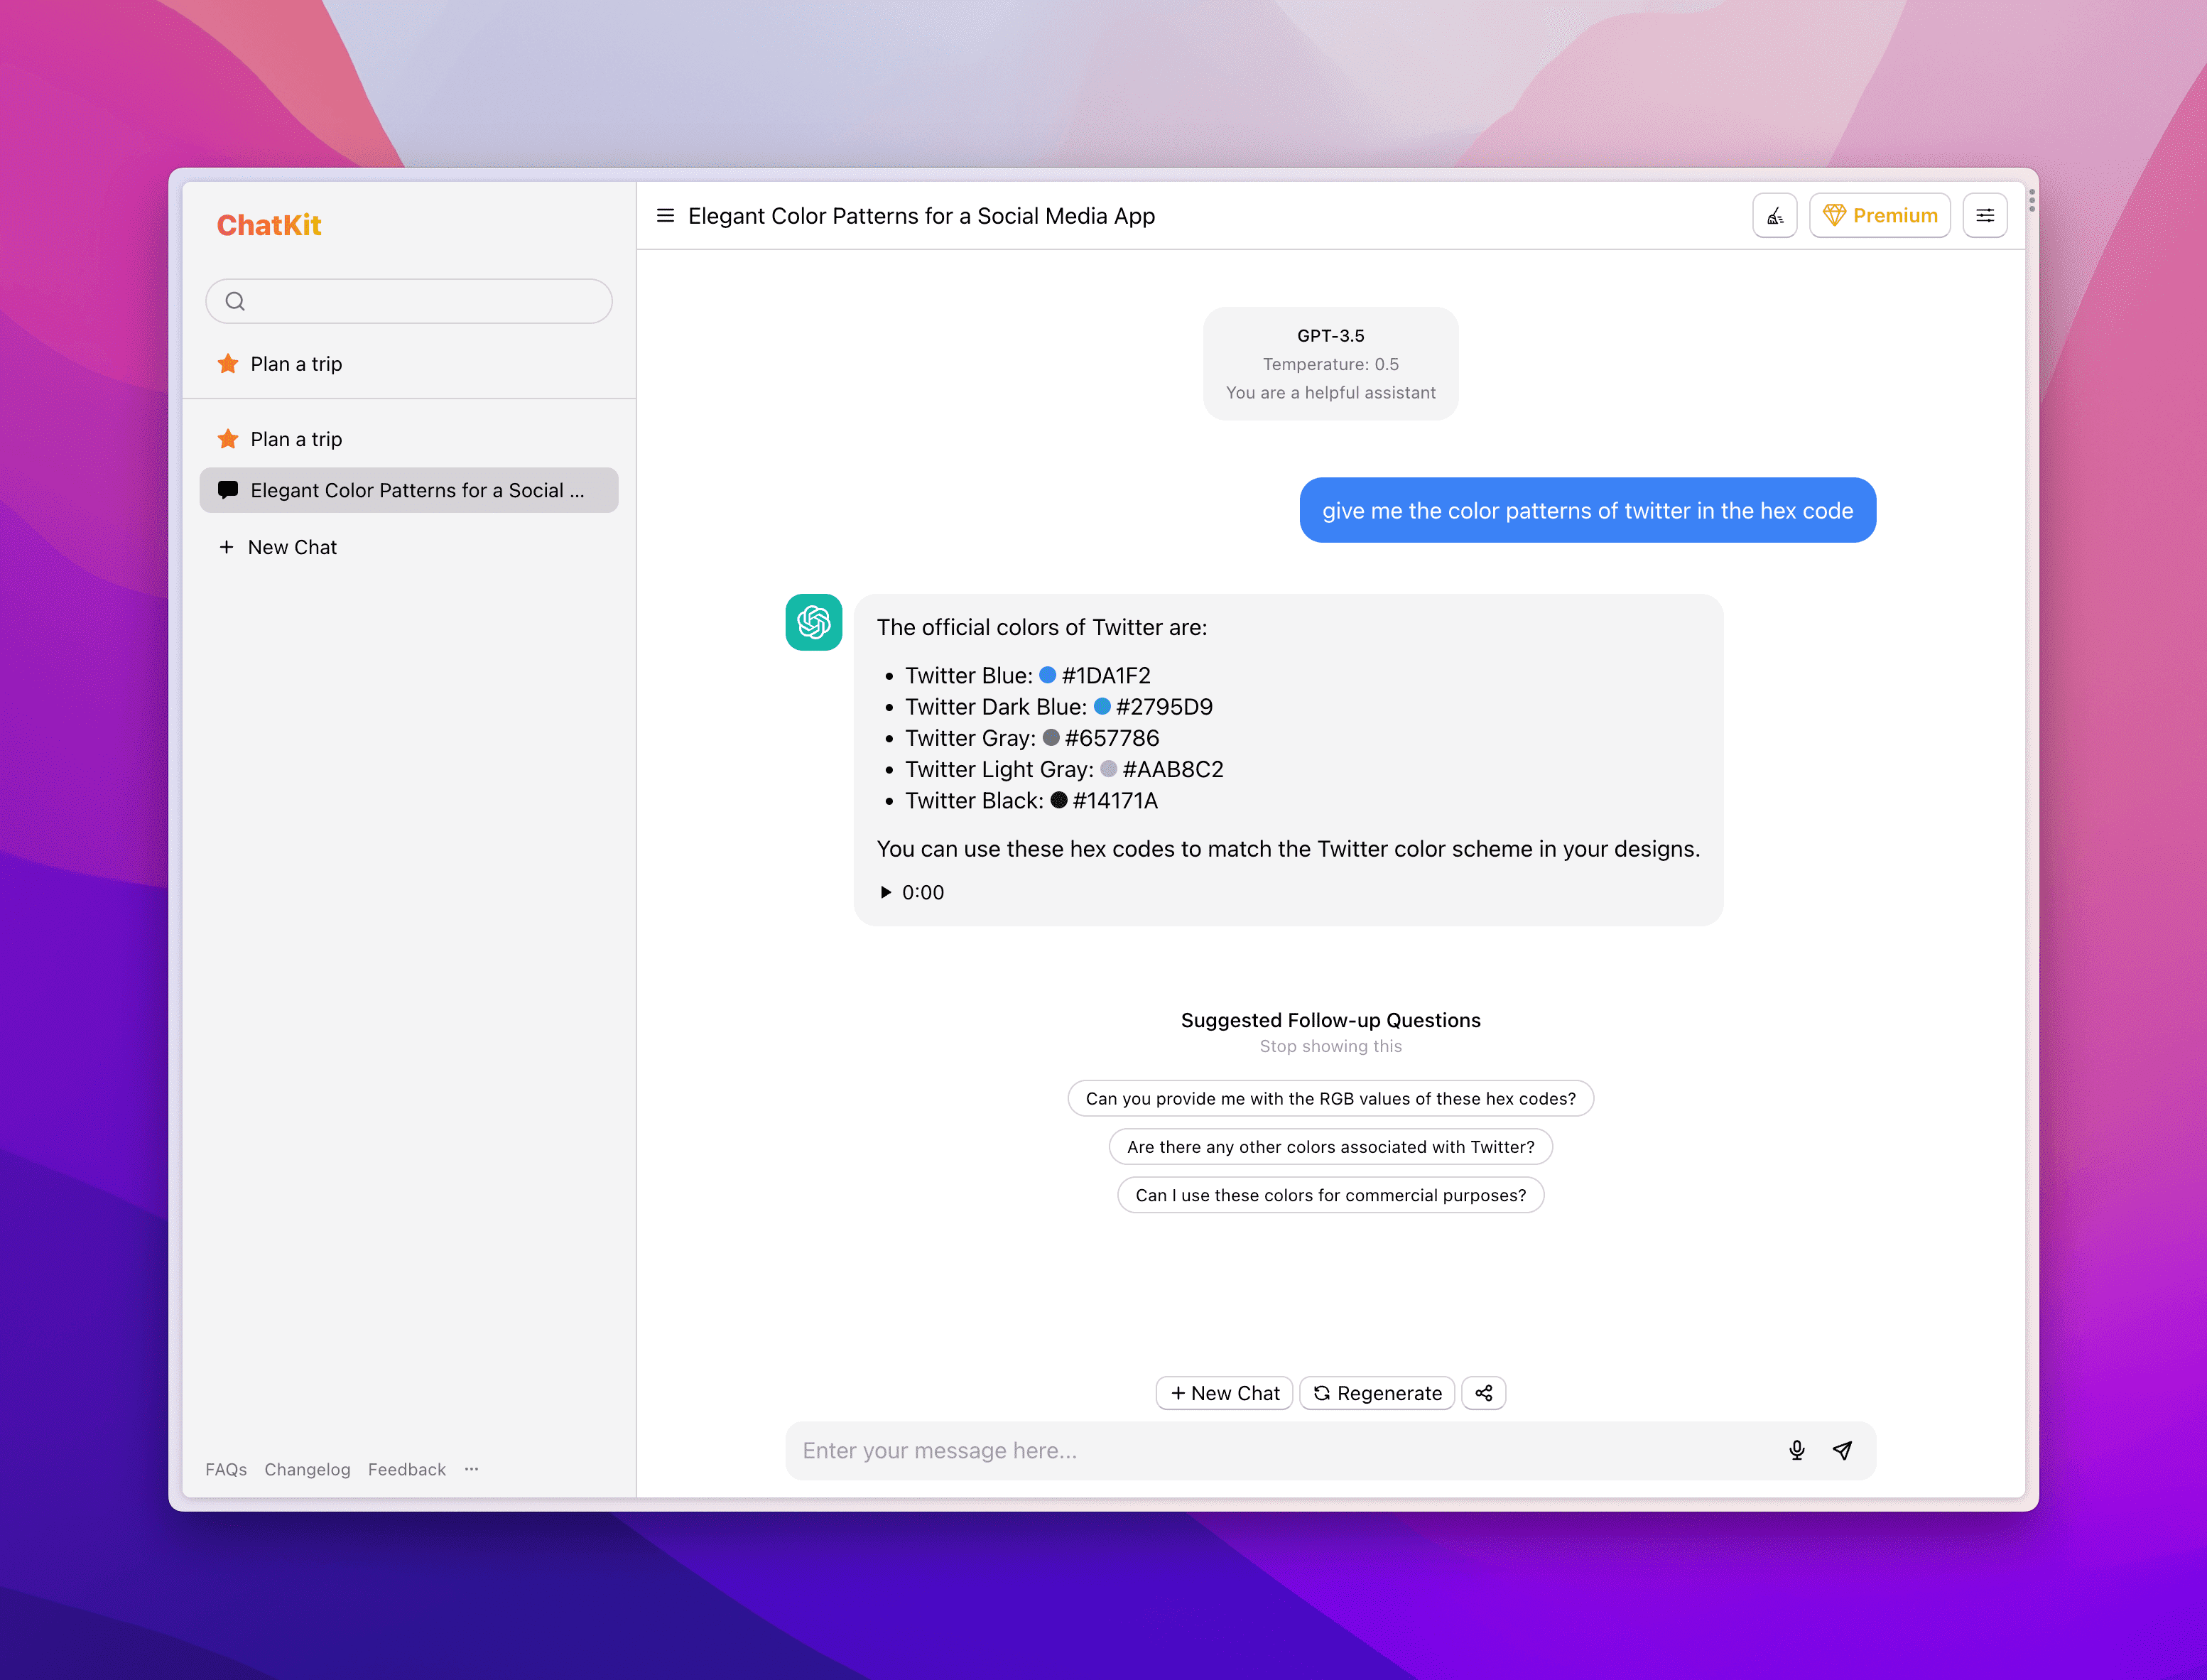 ChatKit
Plan a trip
Plan a trip
Elegant Color Patterns for a Social ...
+ New Chat
FAQs Changelog Feedback ...
Elegant Color Patterns for a Social Media App
Premium
GPT-3.5
Temperature: 0.5
You are a helpful assistant
give me the color patterns of twitter in the hex code
The official colors of Twitter are:
• Twitter Blue: #1DA1F2
• Twitter Dark Blue: #2795D9
• Twitter Gray: #657786
• Twitter Light Gray: #AAB8C2
• Twitter Black: #14171A
You can use these hex codes to match the Twitter color scheme in your designs.
0:00
Suggested Follow-up Questions
Stop showing this
Can you provide me with the RGB values of these hex codes?
Are there any other colors associated with Twitter?
Can I use these colors for commercial purposes?
+ New Chat Regenerate
Enter your message here...